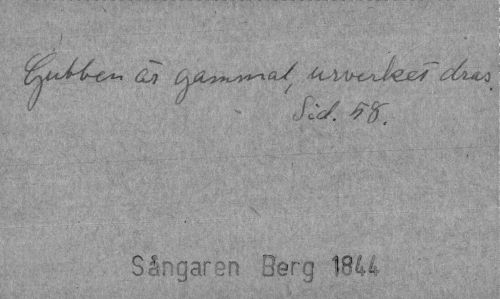 Gubben är gammal, urverket dras.
Sid. 58.
Sångaren Berg 1844